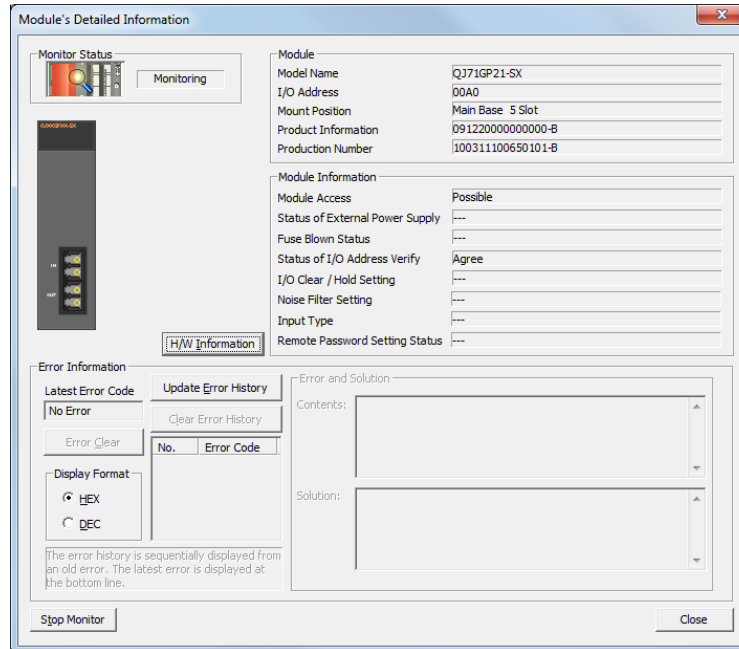 Module's Detailed Information
Monitor Status
Monitoring
Module
Model Name QJ71GP21-SX
I/O Address 00A0
Mount Position Main Base 5 Slot
Product Information 091220000000000-B
Production Number 100311100650101-B
IN
OUT
H/W Information
Module Information
Module Access Possible
Status of External Power Supply ---
Fuse Blown Status ---
Status of I/O Address Verify Agree
I/O Clear / Hold Setting ---
Noise Filter Setting ---
Input Type ---
Remote Password Setting Status ---
Error Information
Latest Error Code
No Error
Error Clear
Display Format
HEX
DEC
Update Error History
Clear Error History
No. Error Code
The error history is sequentially displayed from
an old error. The latest error is displayed at
the bottom line.
Error and Solution
Contents:
Solution:
Stop Monitor
Close